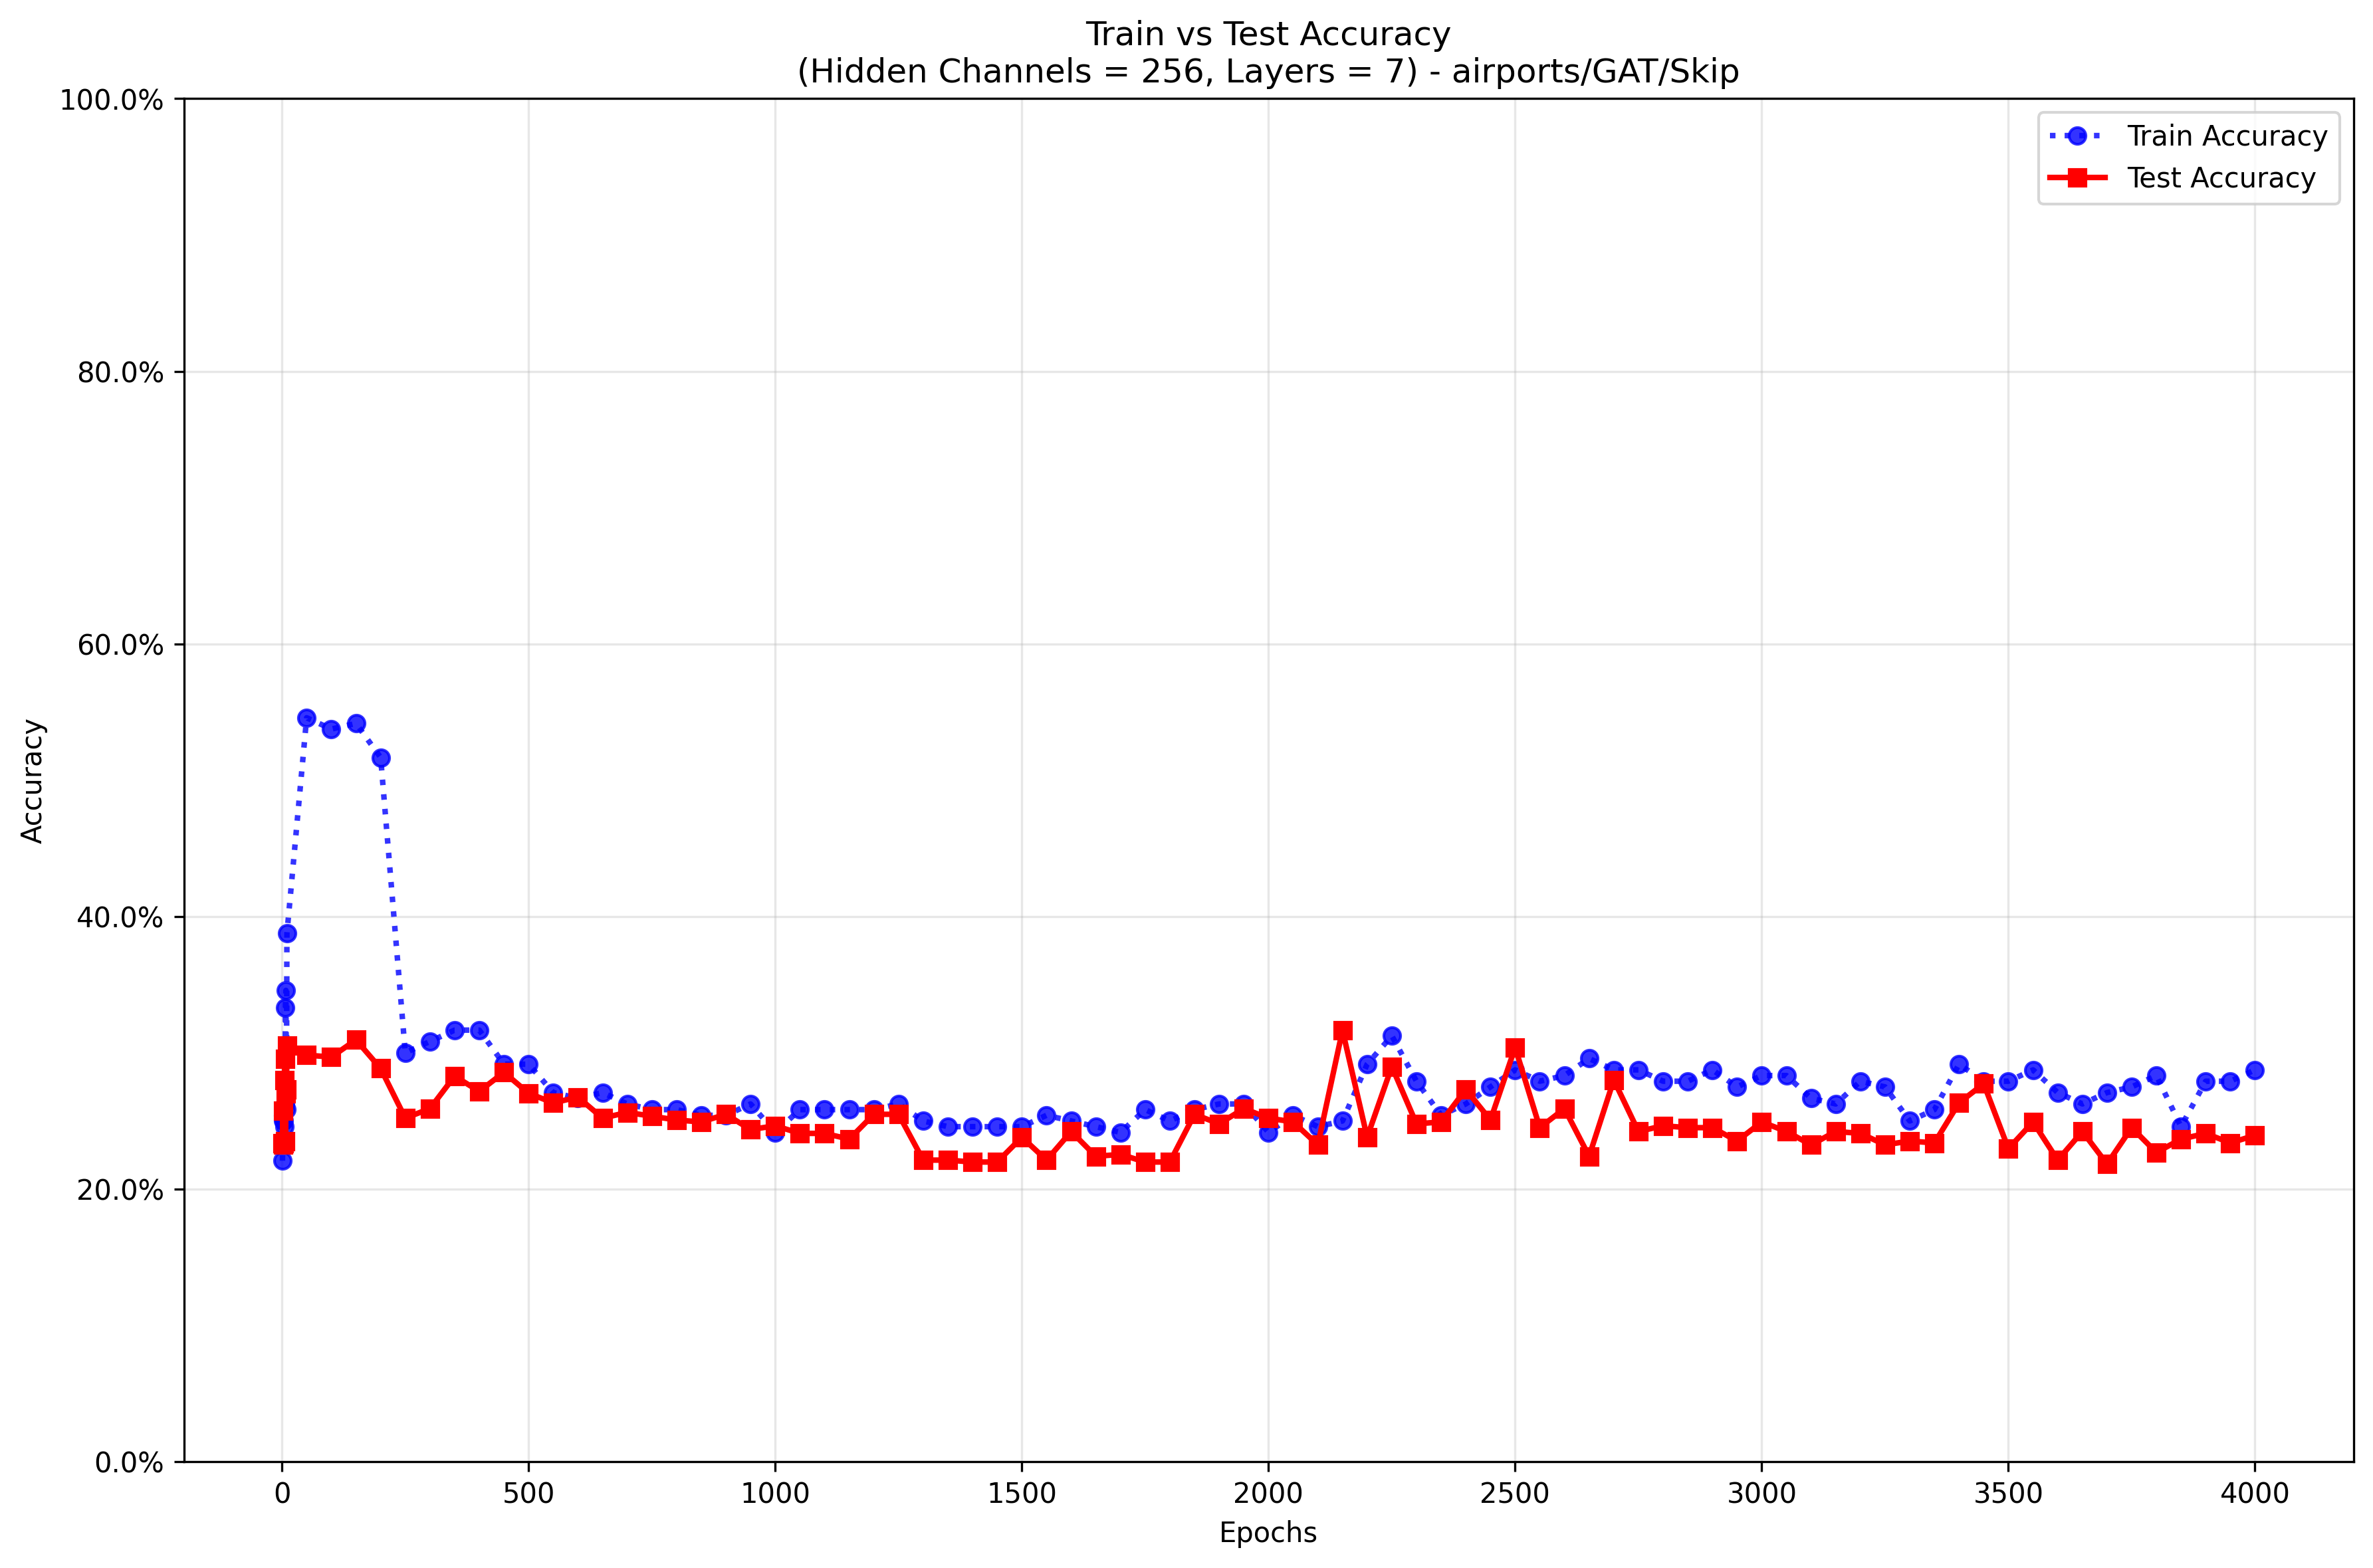 Train vs Test Accuracy
(Hidden Channels = 256, Layers = 7) - airports/GAT/Skip
100.0%
80.0%
60.0%
40.0%
20.0%
0.0%
Accuracy
Train Accuracy
Test Accuracy
0
500
1000
1500
2000
2500
3000
3500
4000
Epochs